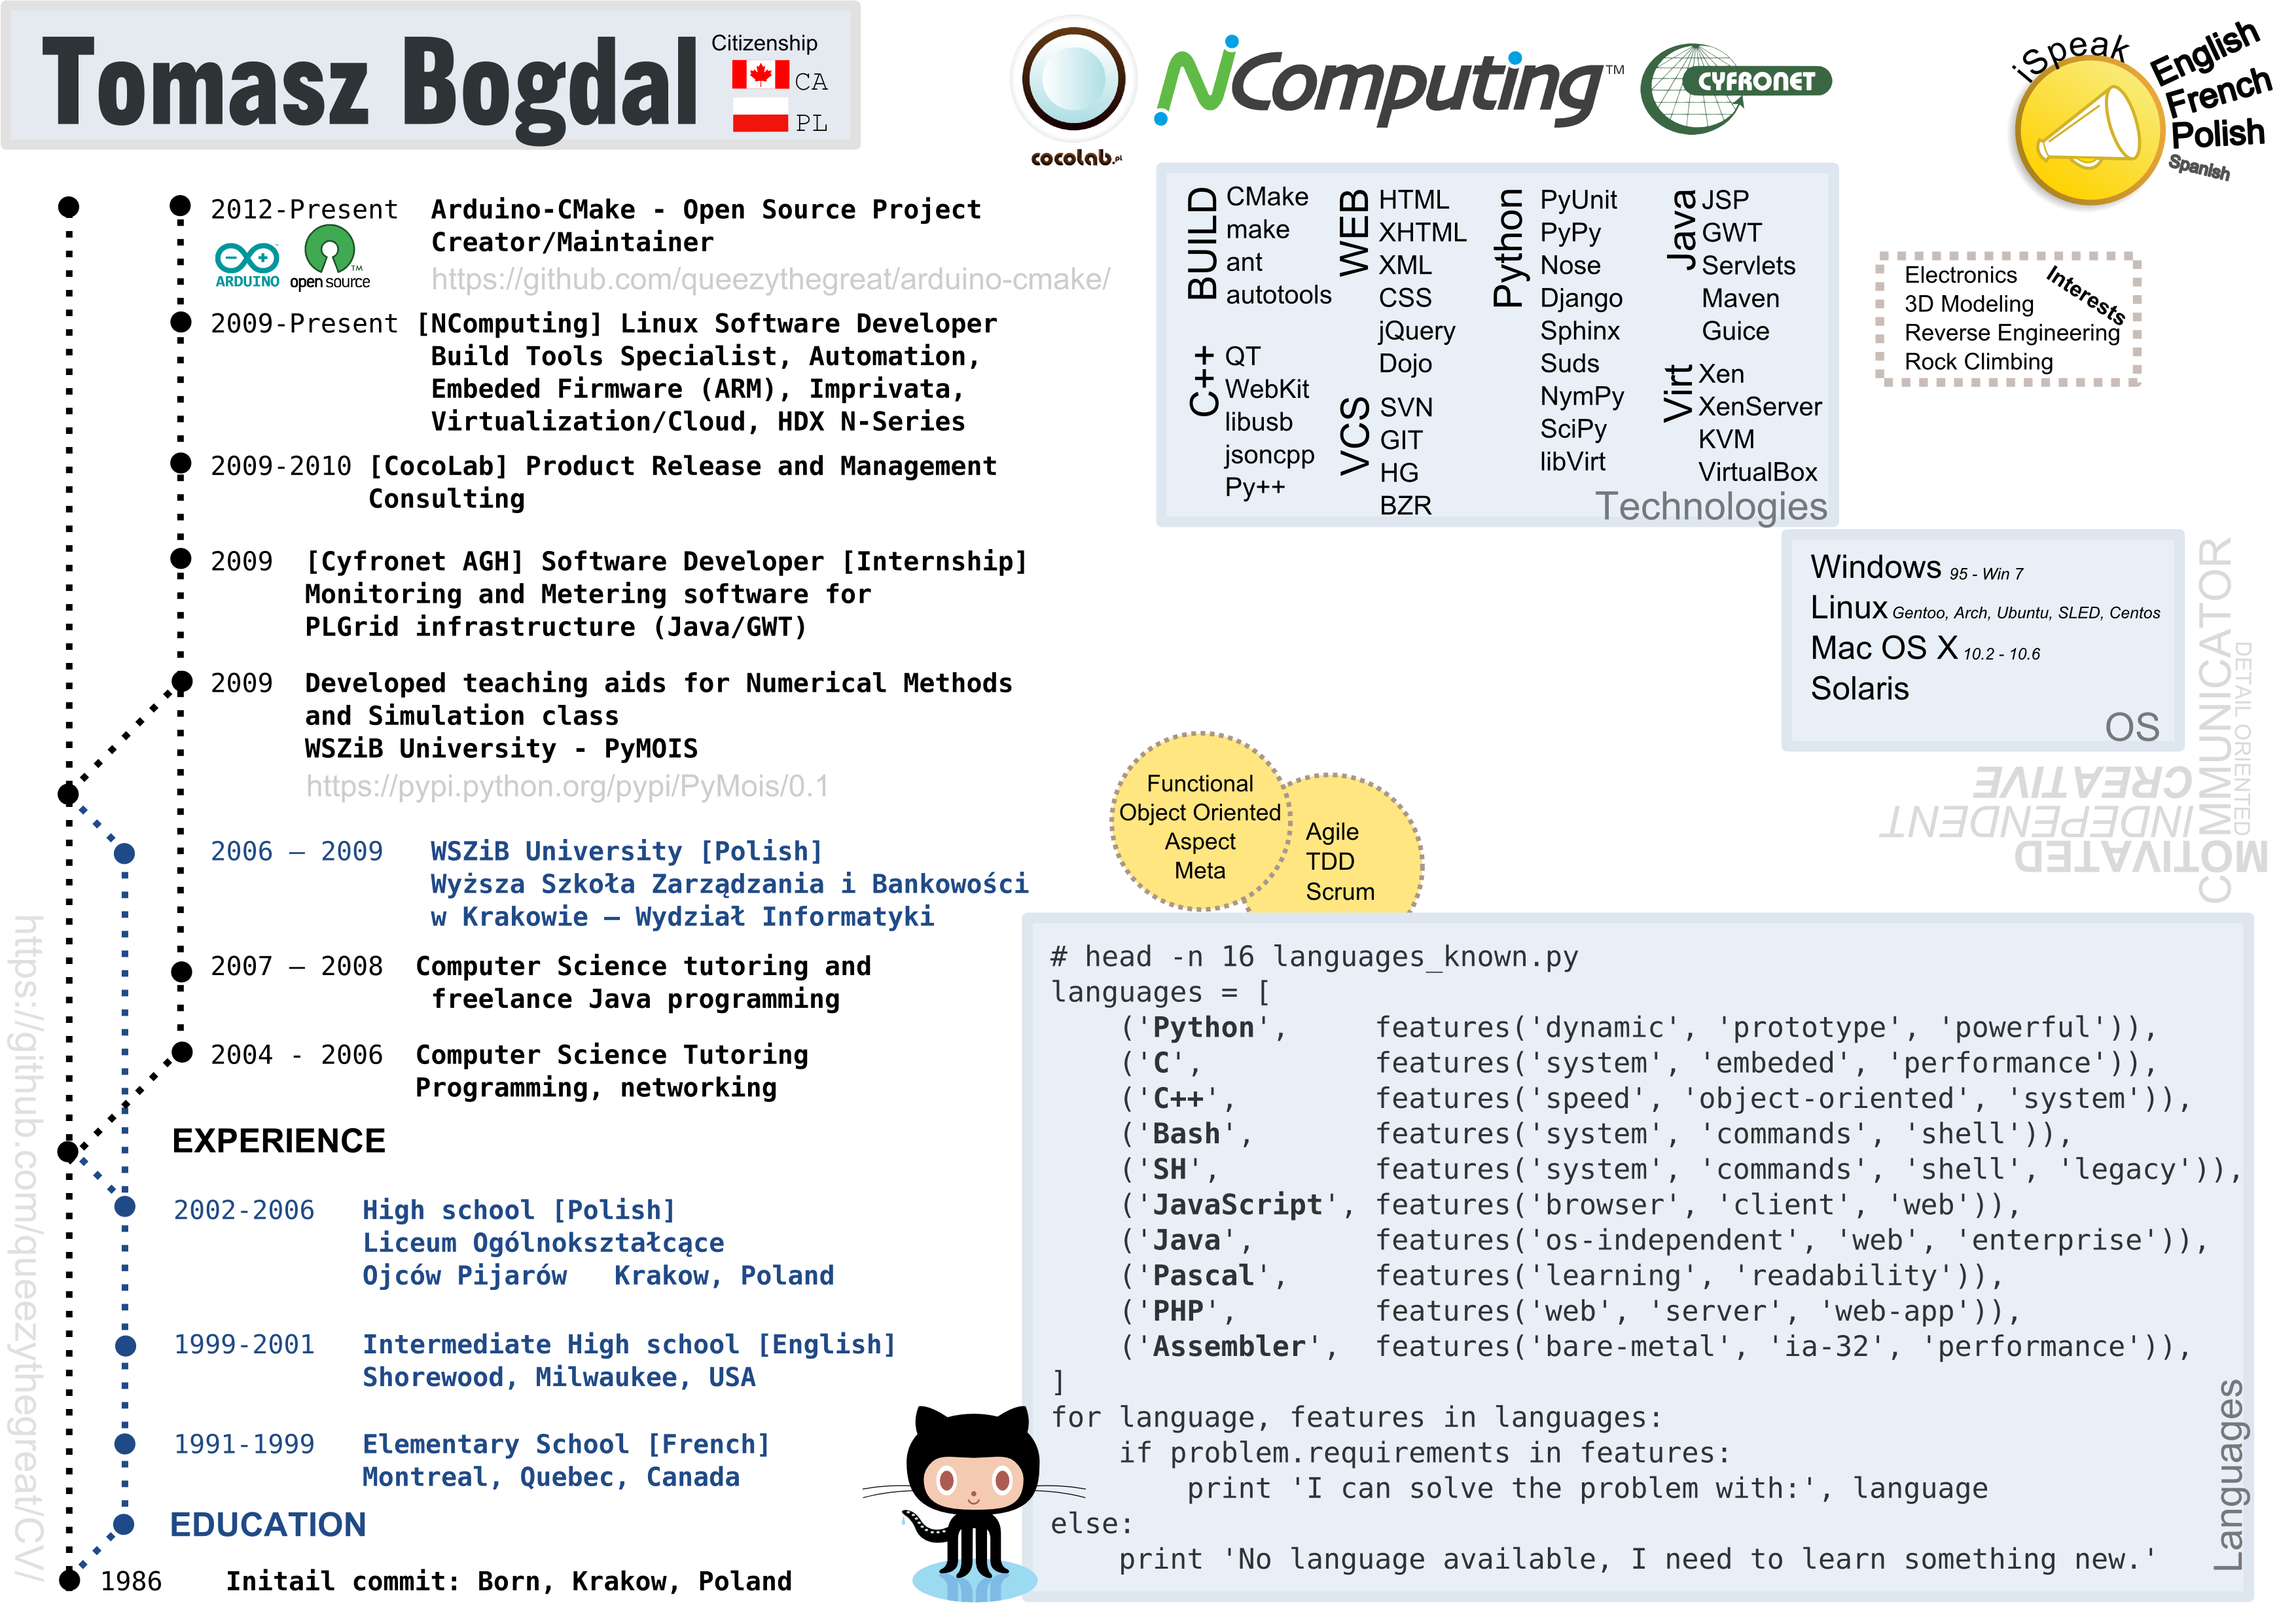 Tomasz Bogdal
Citizenship
CA
PL
cocolab.pl
NComputing™
CYFRONET
iSpeak
English
French
Polish
Spanish
2012-Present Arduino-CMake - Open Source Project
Creator/Maintainer
ARDUINO
open source
TM
https://github.com/queezythegreat/arduino-cmake/
2009-Present [NComputing] Linux Software Developer
Build Tools Specialist, Automation,
Embeded Firmware (ARM), Imprivata,
Virtualization/Cloud, HDX N-Series
2009-2010 [CocoLab] Product Release and Management
Consulting
2009 [Cyfronet AGH] Software Developer [Internship]
Monitoring and Metering software for
PLGrid infrastructure (Java/GWT)
2009 Developed teaching aids for Numerical Methods
and Simulation class
WSZiB University - PyMOIS
https://pypi.python.org/pypi/PyMois/0.1
2006 – 2009 WSZiB University [Polish]
Wyższa Szkoła Zarządzania i Bankowości
w Krakowie – Wydział Informatyki
2007 – 2008 Computer Science tutoring and
freelance Java programming
2004 - 2006 Computer Science Tutoring
Programming, networking
EXPERIENCE
2002-2006 High school [Polish]
Liceum Ogólnokształcące
Ojców Pijarów Krakow, Poland
1999-2001 Intermediate High school [English]
Shorewood, Milwaukee, USA
1991-1999 Elementary School [French]
Montreal, Quebec, Canada
EDUCATION
1986 Initail commit: Born, Krakow, Poland
https://github.com/queezythegreat/CV/
BUILD
CMake
make
ant
autotools
C++
QT
WebKit
libusb
jsoncpp
Py++
WEB
HTML
XHTML
XML
CSS
jQuery
Dojo
VCS
SVN
GIT
HG
BZR
Python
PyUnit
PyPy
Nose
Django
Sphinx
Suds
NymPy
SciPy
libVirt
Java
JSP
GWT
Servlets
Maven
Guice
Virt
Xen
XenServer
KVM
VirtualBox
Technologies
Interests
Electronics
3D Modeling
Reverse Engineering
Rock Climbing
Windows 95 - Win 7
Linux Gentoo, Arch, Ubuntu, SLED, Centos
Mac OS X 10.2 - 10.6
Solaris
OS
COMMUNICATOR
DETAIL ORIENTED
CREATIVE
INDEPENDENT
MOTIVATED
Functional
Object Oriented
Aspect
Meta
Agile
TDD
Scrum
# head -n 16 languages_known.py
languages = [
('Python', features('dynamic', 'prototype', 'powerful')),
('C', features('system', 'embeded', 'performance')),
('C++', features('speed', 'object-oriented', 'system')),
('Bash', features('system', 'commands', 'shell')),
('SH', features('system', 'commands', 'shell', 'legacy')),
('JavaScript', features('browser', 'client', 'web')),
('Java', features('os-independent', 'web', 'enterprise')),
('Pascal', features('learning', 'readability')),
('PHP', features('web', 'server', 'web-app')),
('Assembler', features('bare-metal', 'ia-32', 'performance')),
]
for language, features in languages:
if problem.requirements in features:
print 'I can solve the problem with:', language
else:
print 'No language available, I need to learn something new.'
Languages